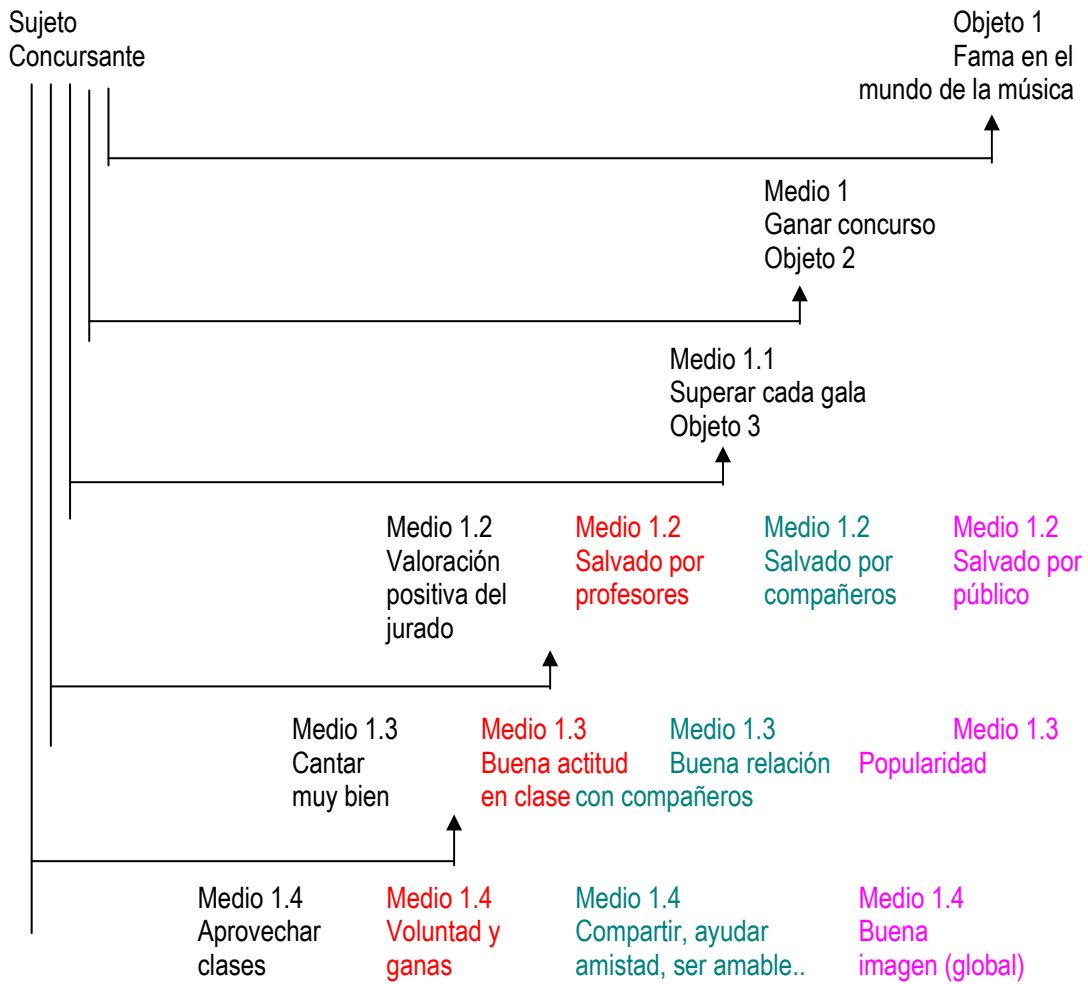 Sujeto
Concursante
Objeto 1
Fama en el
mundo de la música
Medio 1
Ganar concurso
Objeto 2
Medio 1.1
Superar cada gala
Objeto 3
Medio 1.2 Medio 1.2 Medio 1.2 Medio 1.2
Valoración Salvado por Salvado por Salvado por
positiva del profesores compañeros público
jurado
Medio 1.3 Medio 1.3 Medio 1.3 Medio 1.3
Cantar Buena actitud Buena relación Popularidad
muy bien en clase con compañeros
Medio 1.4 Medio 1.4 Medio 1.4 Medio 1.4
Aprovechar Voluntad y Compartir, ayudar Buena
clases ganas amistad, ser amable.. imagen (global)